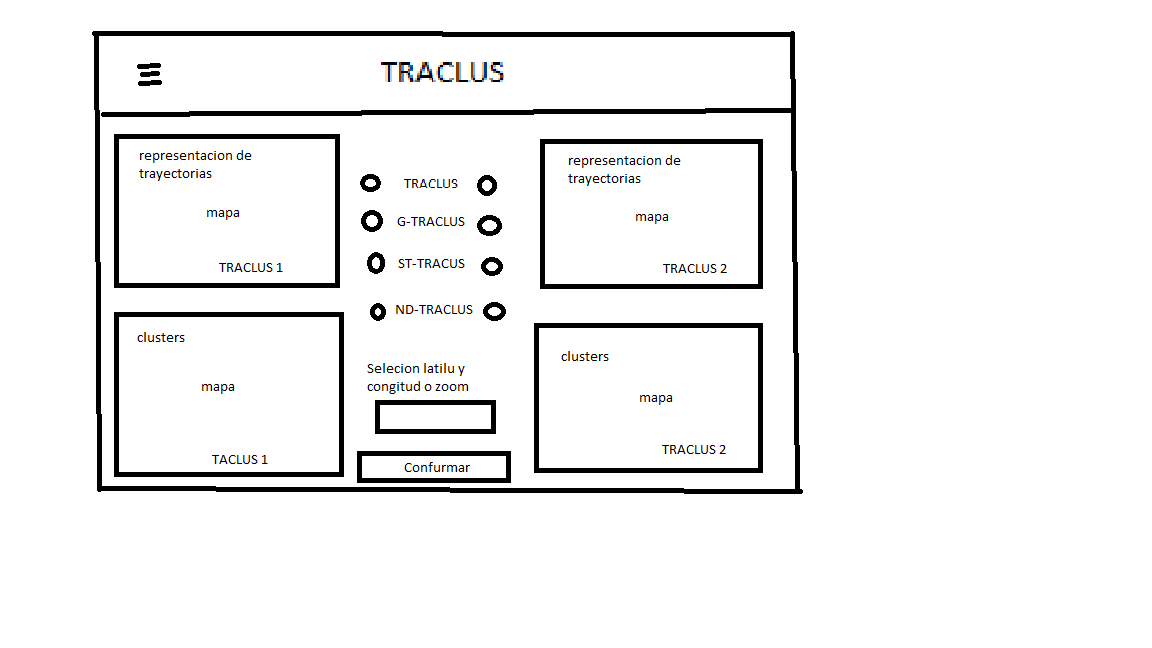 TRACLUS
representacion de
trayectorias
mapa
TRACLUS 1
TRACLUS
G-TRACLUS
ST-TRACUS
ND-TRACLUS
representacion de
trayectorias
mapa
TRACLUS 2
clusters
mapa
TACLUS 1
Selecion latilu y
congitud o zoom
Confurmar
clusters
mapa
TRACLUS 2